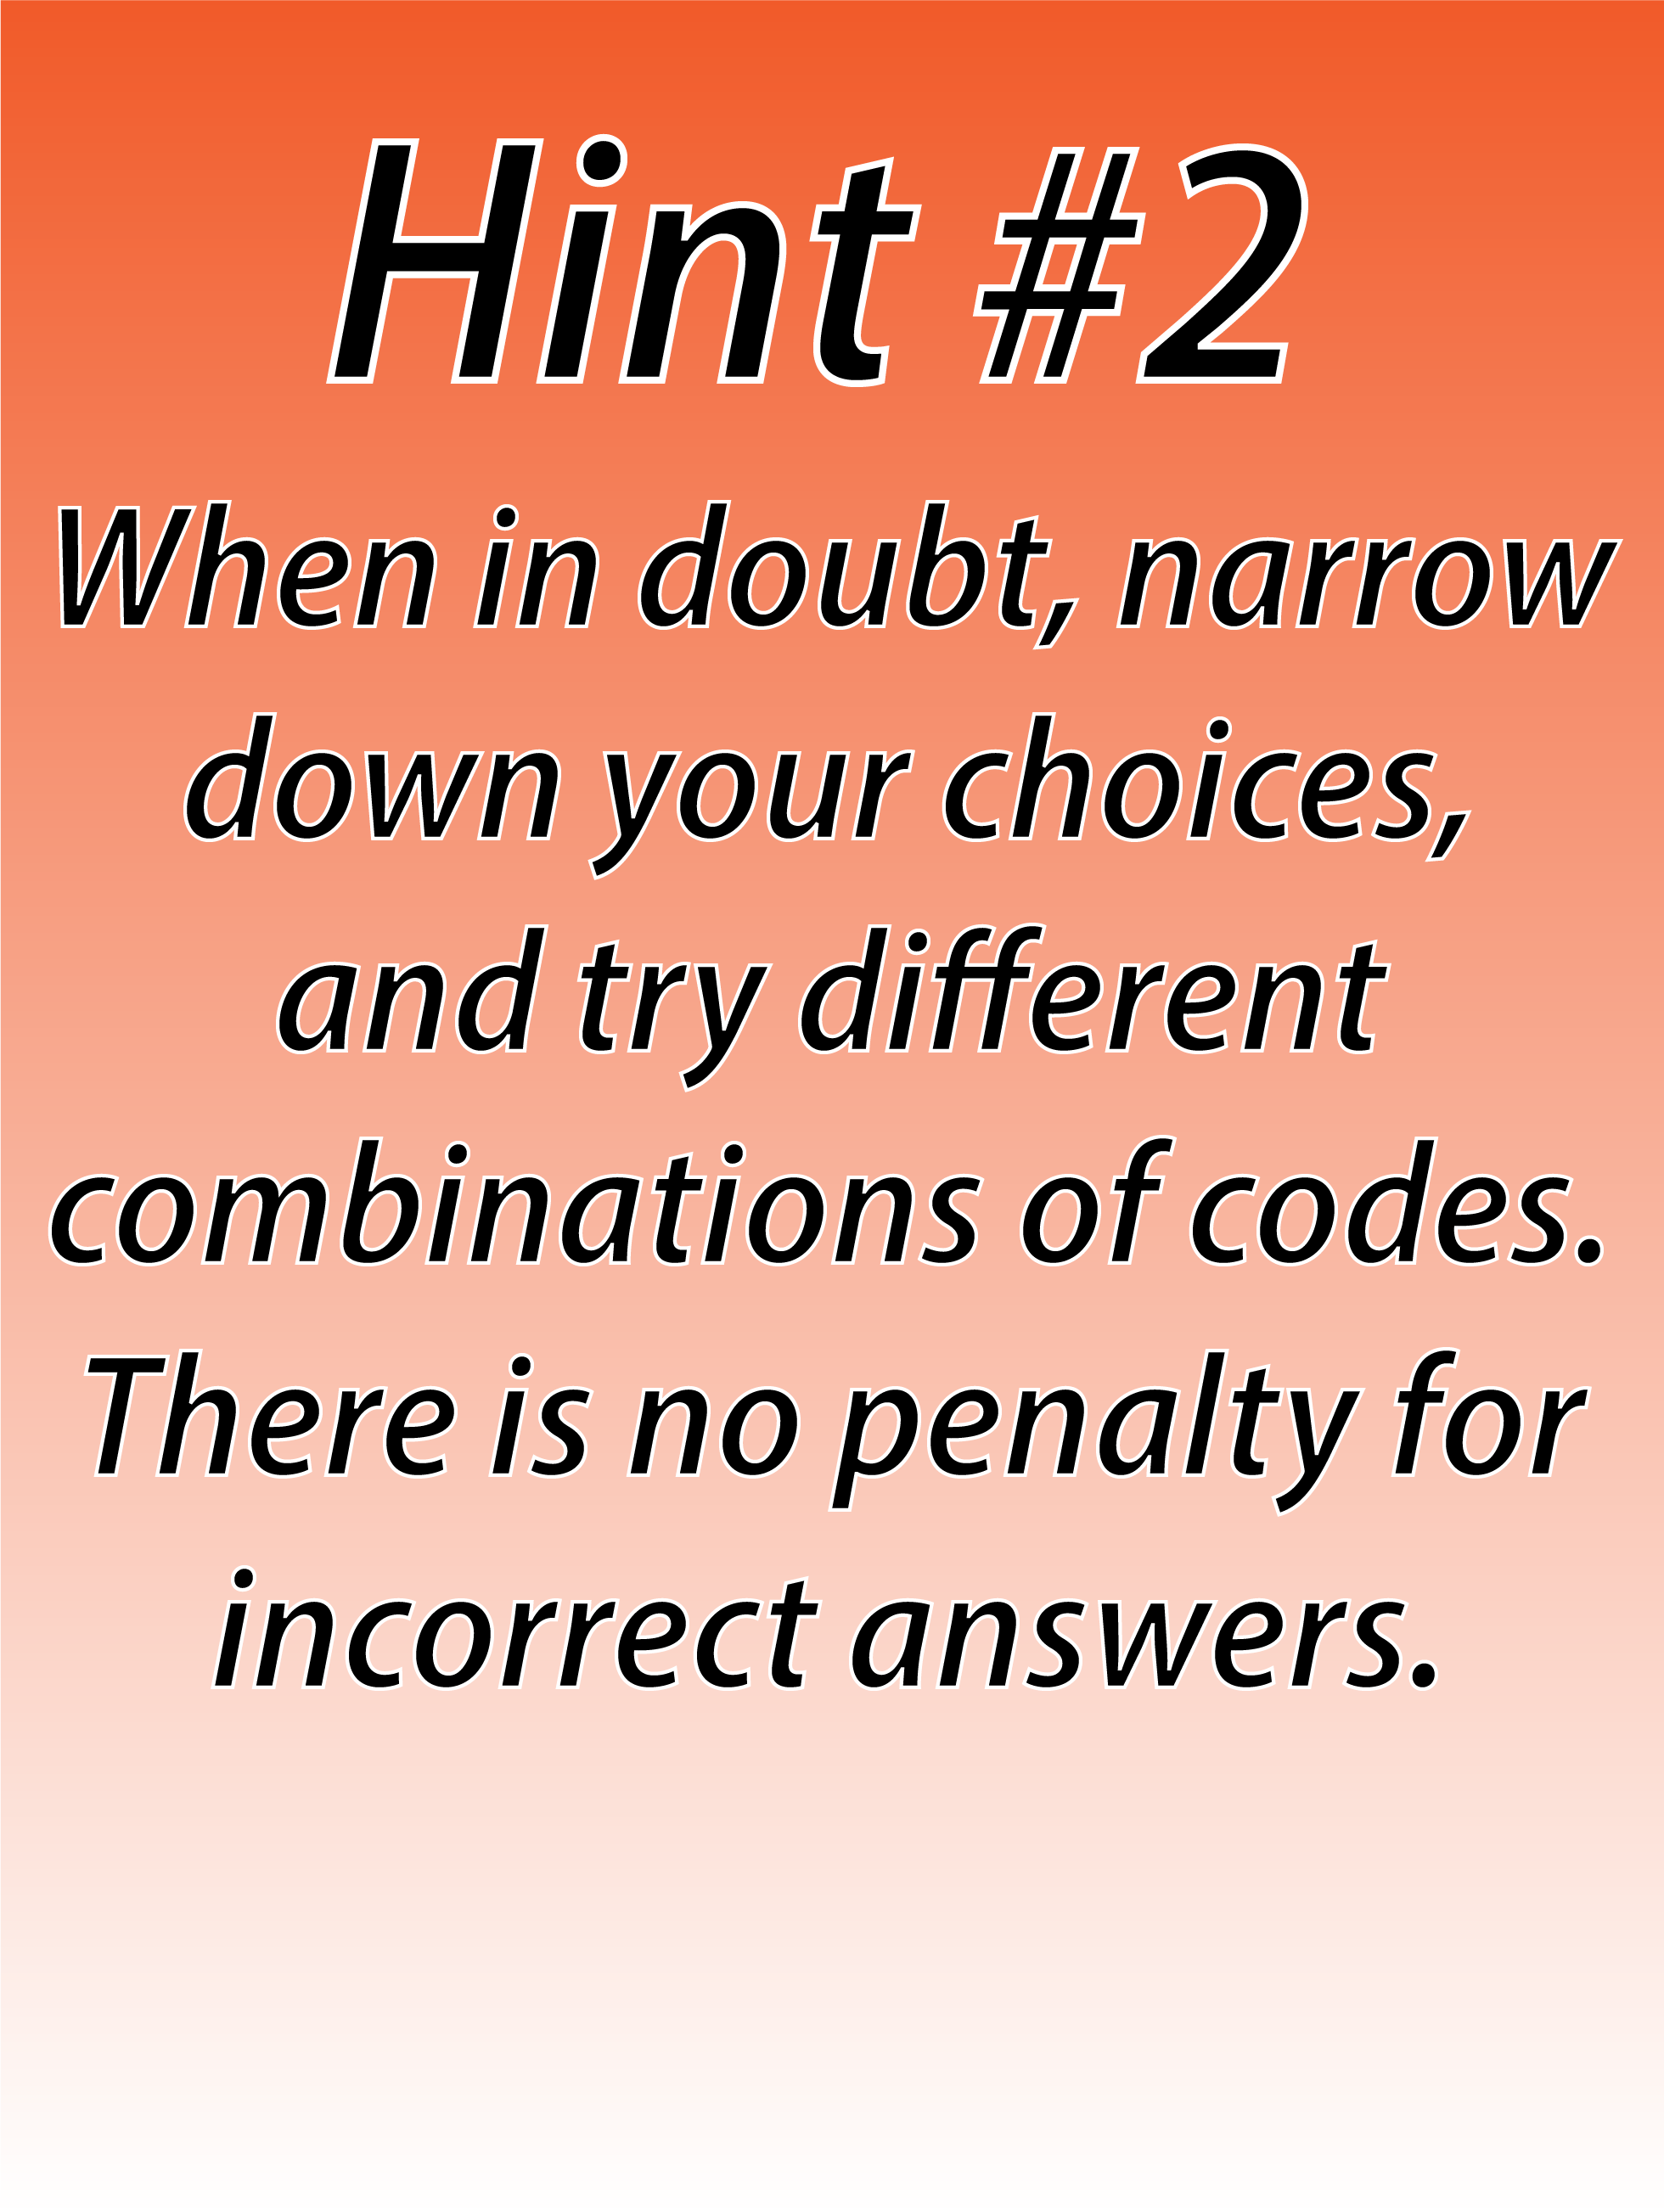 Hint #2
When in doubt, narrow
down your choices,
and try different
combinations of codes.
There is no penalty for
incorrect answers.